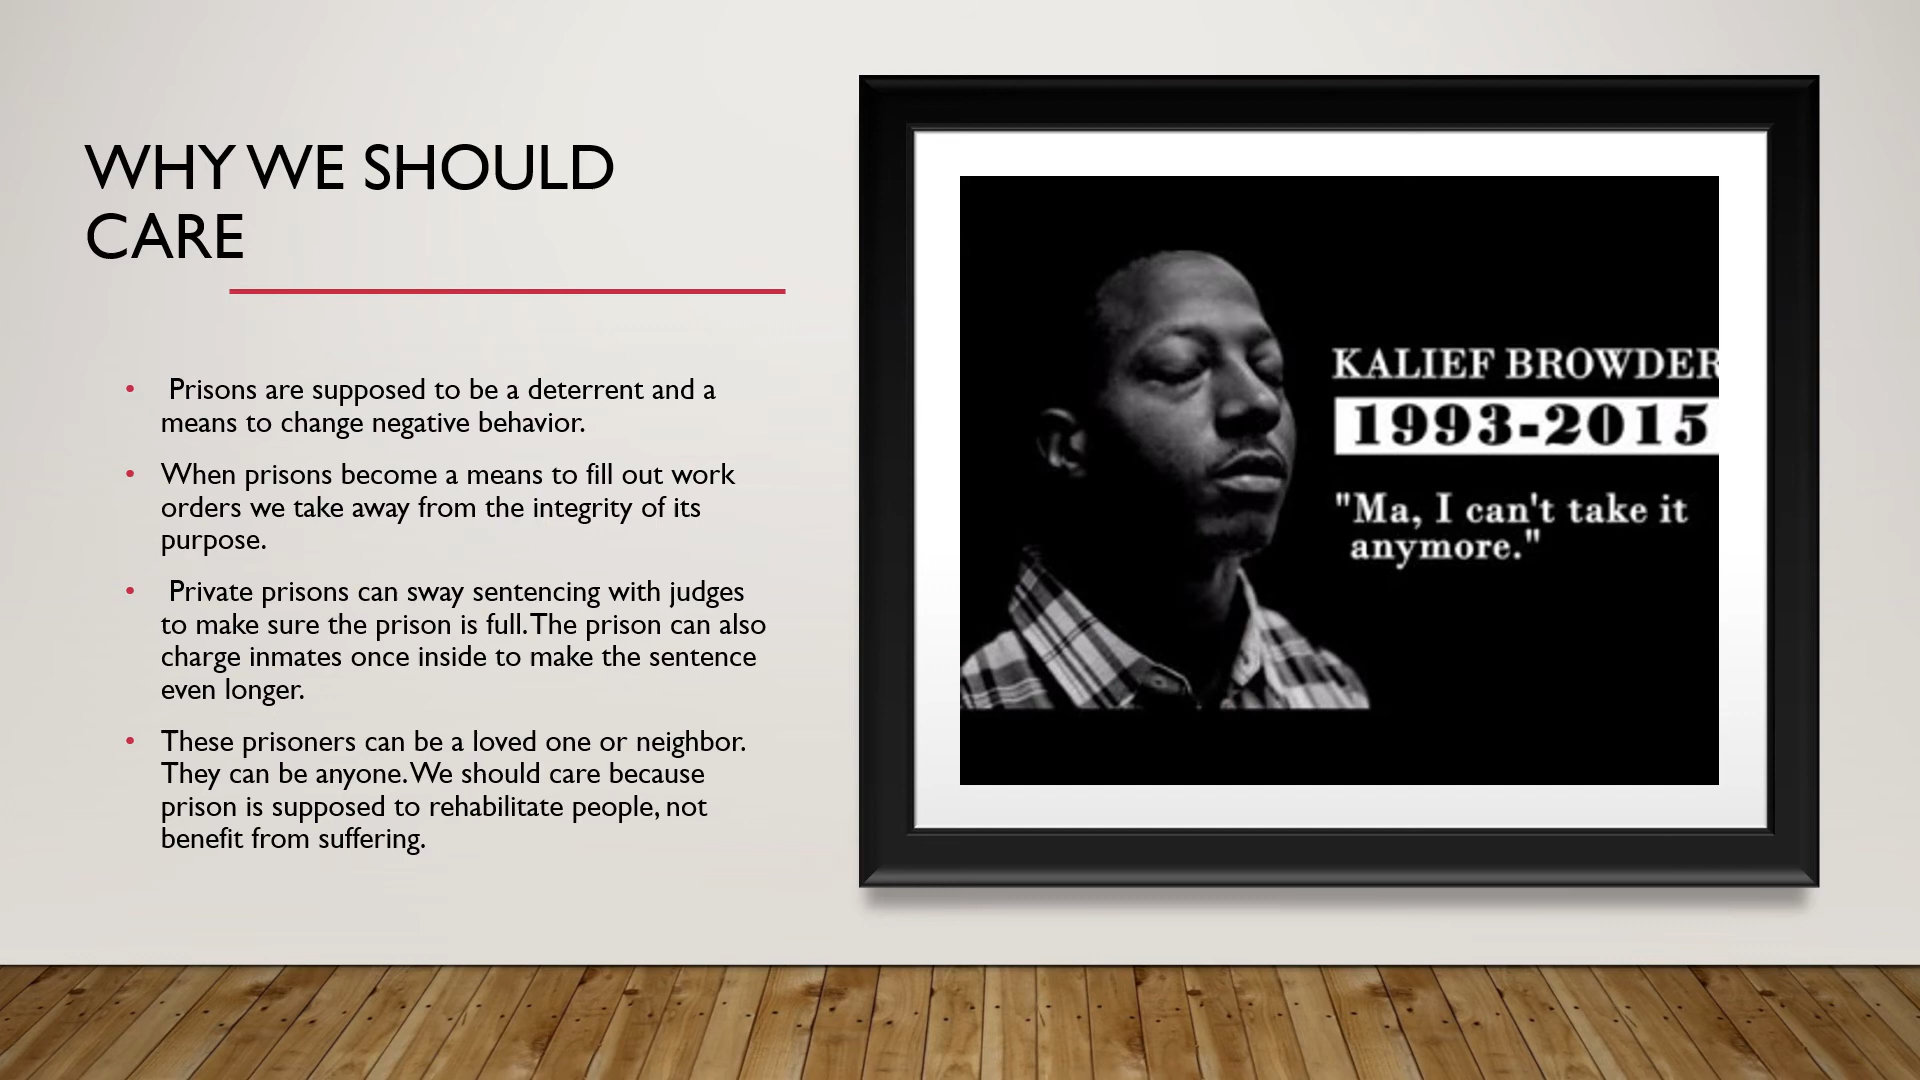 WHY WE SHOULD
CARE
• Prisons are supposed to be a deterrent and a
means to change negative behavior.
• When prisons become a means to fill out work
orders we take away from the integrity of its
purpose.
• Private prisons can sway sentencing with judges
to make sure the prison is full. The prison can also
charge inmates once inside to make the sentence
even longer.
• These prisoners can be a loved one or neighbor.
They can be anyone. We should care because
prison is supposed to rehabilitate people, not
benefit from suffering.
KALIEF BROWDER
1993-2015
"Ma, I can't take it
anymore."